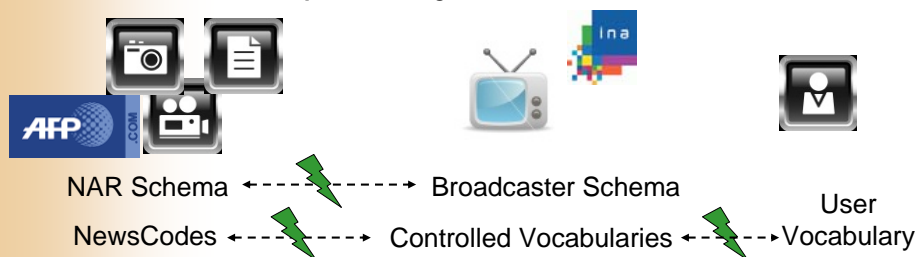 ina
AFP
.COM
NAR Schema
Broadcaster Schema
User
NewsCodes
Controlled Vocabularies
Vocabulary